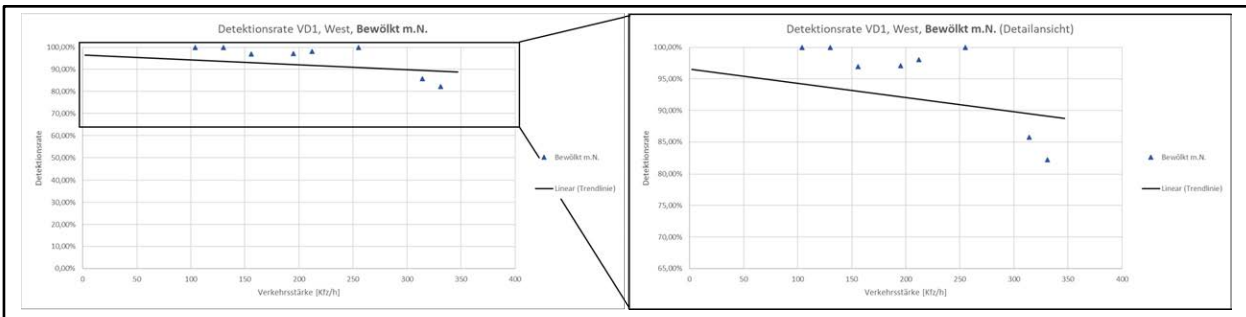 Detektionsrate VD1, West, Bewölkt m.N.
100,00%
90,00%
80,00%
70,00%
60,00%
50,00%
40,00%
30,00%
20,00%
10,00%
0,00%
Detektionsrate
0 50 100 150 200 250 300 350 400
Verkehrsstärke [Kfz/h]
Bewölkt m.N.
Linear (Trendlinie)
Detektionsrate VD1, West, Bewölkt m.N. (Detailansicht)
100,00%
95,00%
90,00%
85,00%
80,00%
75,00%
70,00%
65,00%
Detektionsrate
0 50 100 150 200 250 300 350 400
Verkehrsstärke [Kfz/h]
Bewölkt m.N.
Linear (Trendlinie)